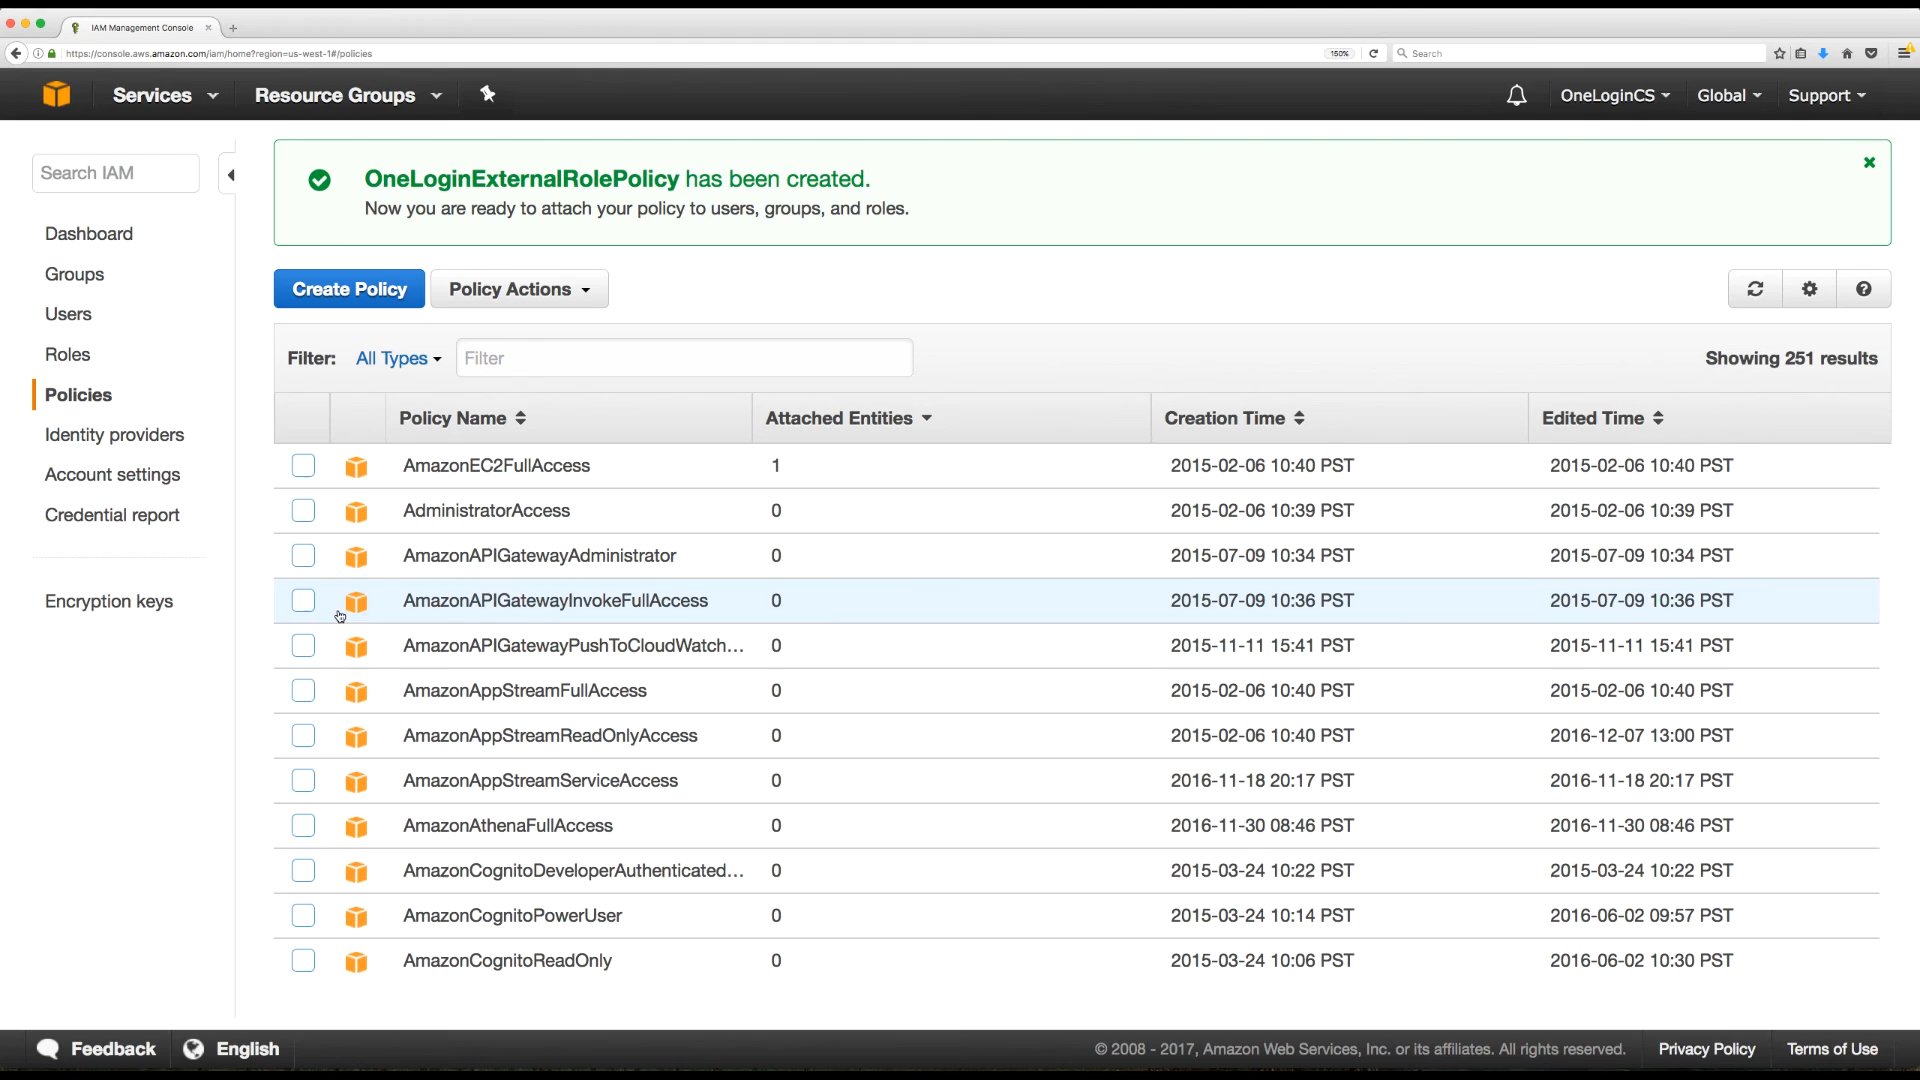 IAM Management Console
https://console.aws.amazon.com/iam/home?region=us-west-1#/policies
150%
Search
Services
Resource Groups
OneLoginCS
Global
Support
Search IAM
Dashboard
Groups
Users
Roles
Policies
Identity providers
Account settings
Credential report
Encryption keys
OneLoginExternalRolePolicy has been created.
Now you are ready to attach your policy to users, groups, and roles.
Create Policy
Policy Actions
Filter: All Types Filter Showing 251 results
Policy Name Attached Entities Creation Time Edited Time
AmazonEC2FullAccess 1 2015-02-06 10:40 PST 2015-02-06 10:40 PST
AdministratorAccess 0 2015-02-06 10:39 PST 2015-02-06 10:39 PST
AmazonAPIGatewayAdministrator 0 2015-07-09 10:34 PST 2015-07-09 10:34 PST
AmazonAPIGatewayInvokeFullAccess 0 2015-07-09 10:36 PST 2015-07-09 10:36 PST
AmazonAPIGatewayPushToCloudWatch... 0 2015-11-11 15:41 PST 2015-11-11 15:41 PST
AmazonAppStreamFullAccess 0 2015-02-06 10:40 PST 2015-02-06 10:40 PST
AmazonAppStreamReadOnlyAccess 0 2015-02-06 10:40 PST 2016-12-07 13:00 PST
AmazonAppStreamServiceAccess 0 2016-11-18 20:17 PST 2016-11-18 20:17 PST
AmazonAthenaFullAccess 0 2016-11-30 08:46 PST 2016-11-30 08:46 PST
AmazonCognitoDeveloperAuthenticated... 0 2015-03-24 10:22 PST 2015-03-24 10:22 PST
AmazonCognitoPowerUser 0 2015-03-24 10:14 PST 2016-06-02 09:57 PST
AmazonCognitoReadOnly 0 2015-03-24 10:06 PST 2016-06-02 10:30 PST
Feedback English © 2008 - 2017, Amazon Web Services, Inc. or its affiliates. All rights reserved. Privacy Policy Terms of Use